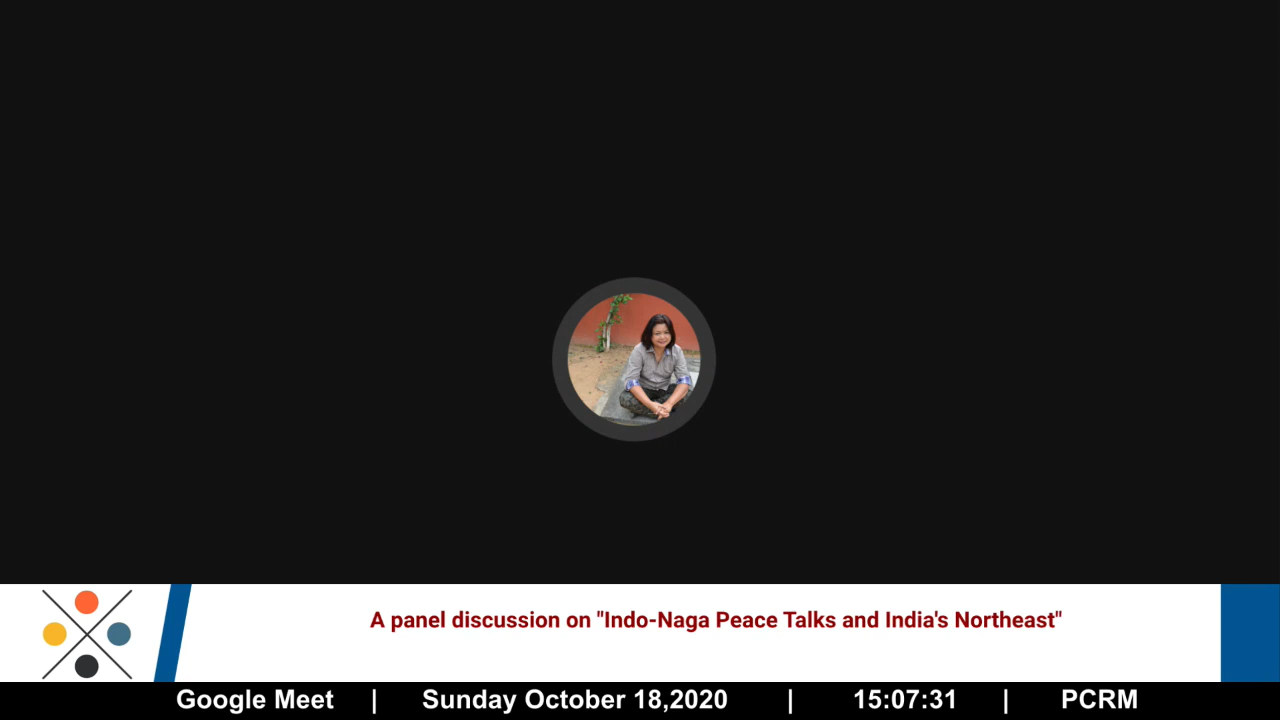 A panel discussion on "Indo-Naga Peace Talks and India's Northeast"
Google Meet | Sunday October 18,2020 | 15:07:31 | PCRM